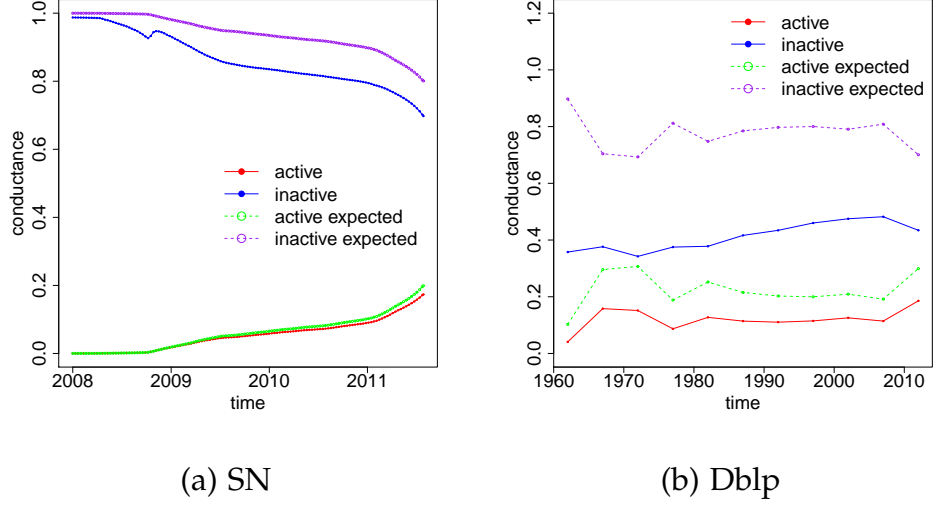 1.0
0.8
0.6
0.4
0.2
0.0
conductance
active
inactive
active expected
inactive expected
2008 2009 2010 2011
time
(a) SN
1.2
1.0
0.8
0.6
0.4
0.2
0.0
conductance
active
inactive
active expected
inactive expected
1960 1970 1980 1990 2000 2010
time
(b) Dblp